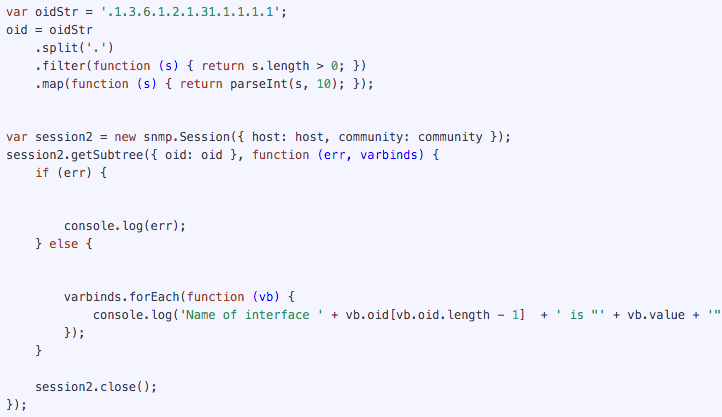 var oidStr = '.1.3.6.1.2.1.31.1.1.1.1';
oid = oidStr
    .split('.')
    .filter(function (s) { return s.length > 0; })
    .map(function (s) { return parseInt(s, 10); });
var session2 = new snmp.Session({ host: host, community: community });
session2.getSubtree({ oid: oid }, function (err, varbinds) {
    if (err) {
        console.log(err);
    } else {
        varbinds.forEach(function (vb) {
            console.log('Name of interface ' + vb.oid[vb.oid.length - 1]  + ' is "' + vb.value + '"
        });
    }
    session2.close();
});